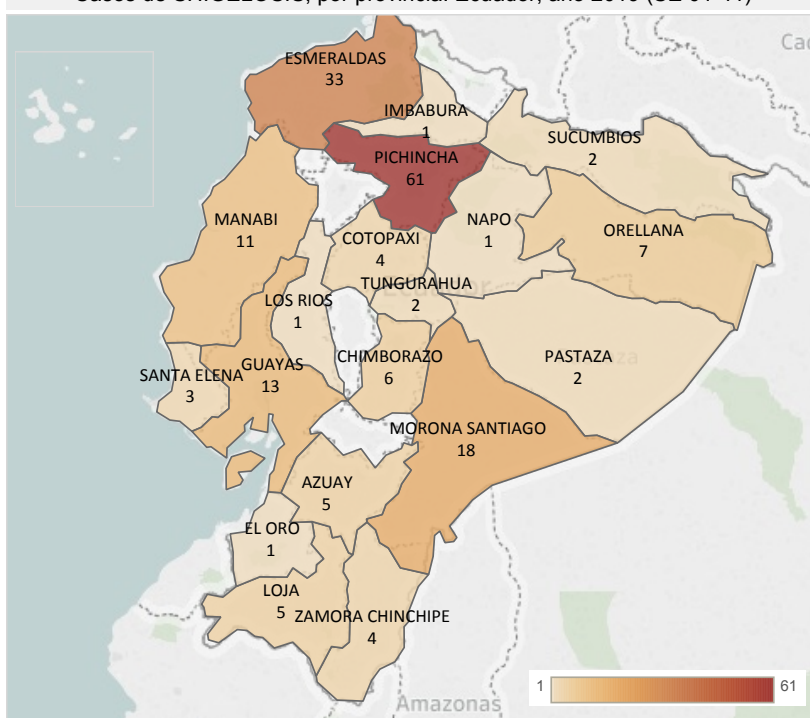 ESMERALDAS
33
IMBABURA
1
SUCUMBIOS
2
PICHINCHA
61
MANABI
11
COTOPAXI
4
NAPO
1
ORELLANA
7
TUNGURAHUA
2
LOS RIOS
1
SANTA ELENA
3
GUAYAS
13
CHIMBORAZO
6
PASTAZA
2
MORONA SANTIAGO
18
AZUAY
5
EL ORO
1
LOJA
5
ZAMORA CHINCHIPE
4
1
61
Amazonas